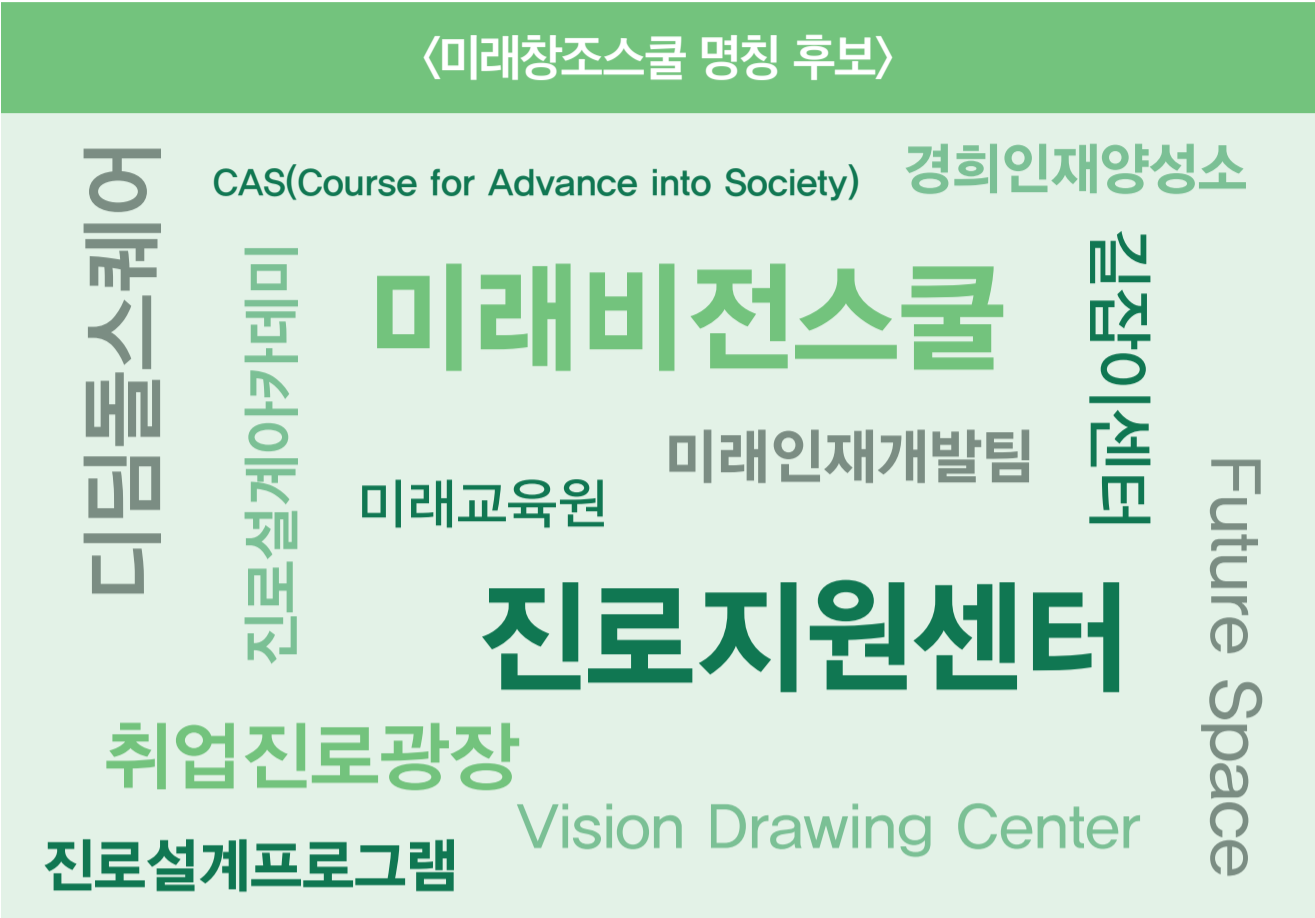 〈미래창조스쿨 명칭 후보〉
디딤돌스퀘어
CAS(Course for Advance into Society)
경희인재양성소
진로설계아카데미
미래비전스쿨
길잡이센터
미래인재개발팀
미래교육원
Future Space
진로지원센터
취업진로광장
Vision Drawing Center
진로설계프로그램